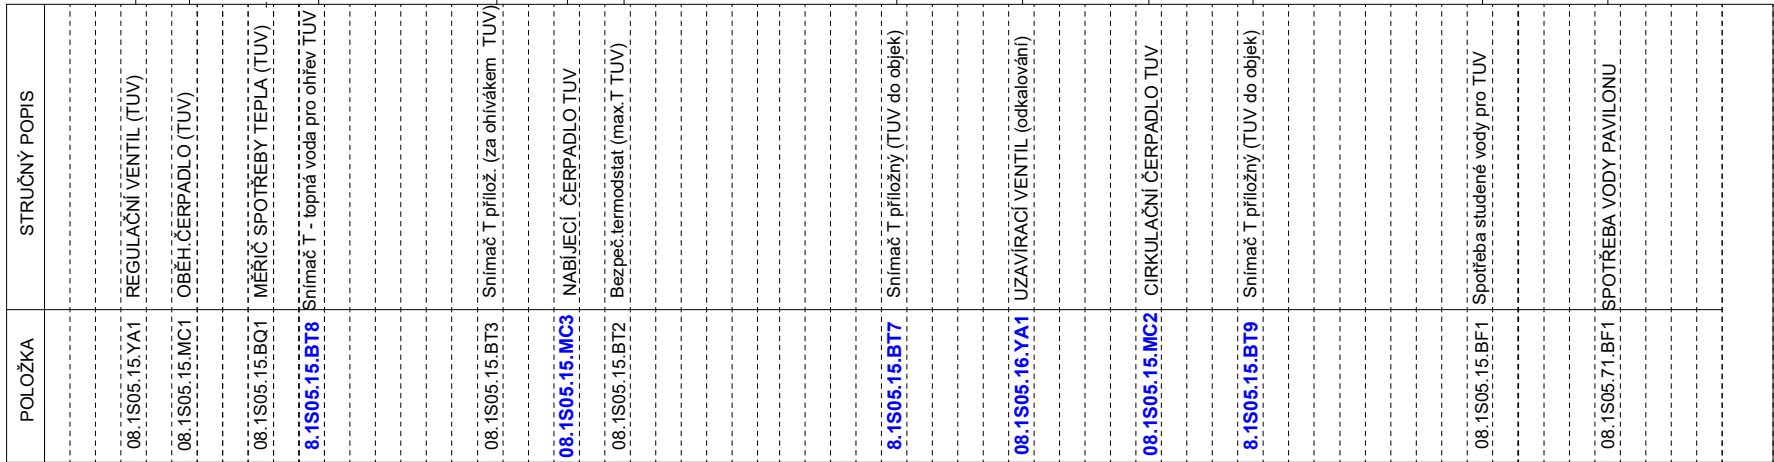 STRUČNÝ POPIS
POLOŽKA
08.1S05.15.YA1 REGULAČNÍ VENTIL (TUV)
08.1S05.15.MC1 OBĚH.ČERPADLO (TUV)
08.1S05.15.BQ1 MĚŘIČ SPOTŘEBY TEPLA (TUV)
8.1S05.15.BT8 Snímač T - topná voda pro ohřev TUV
08.1S05.15.BT3 Snímač T přilož. (za ohívákem TUV)
08.1S05.15.MC3 NABÍJECÍ ČERPADLO TUV
08.1S05.15.BT2 Bezpeč.termodstat (max.T TUV)
8.1S05.15.BT7 Snímač T příložný (TUV do objek)
08.1S05.16.YA1 UZAVÍRACÍ VENTIL (odkalování)
08.1S05.15.MC2 CIRKULAČNÍ ČERPADLO TUV
8.1S05.15.BT9 Snímač T příložný (TUV do objek)
08.1S05.15.BF1 Spotřeba studené vody pro TUV
08.1S05.71.BF1 SPOTŘEBA VODY PAVILONU